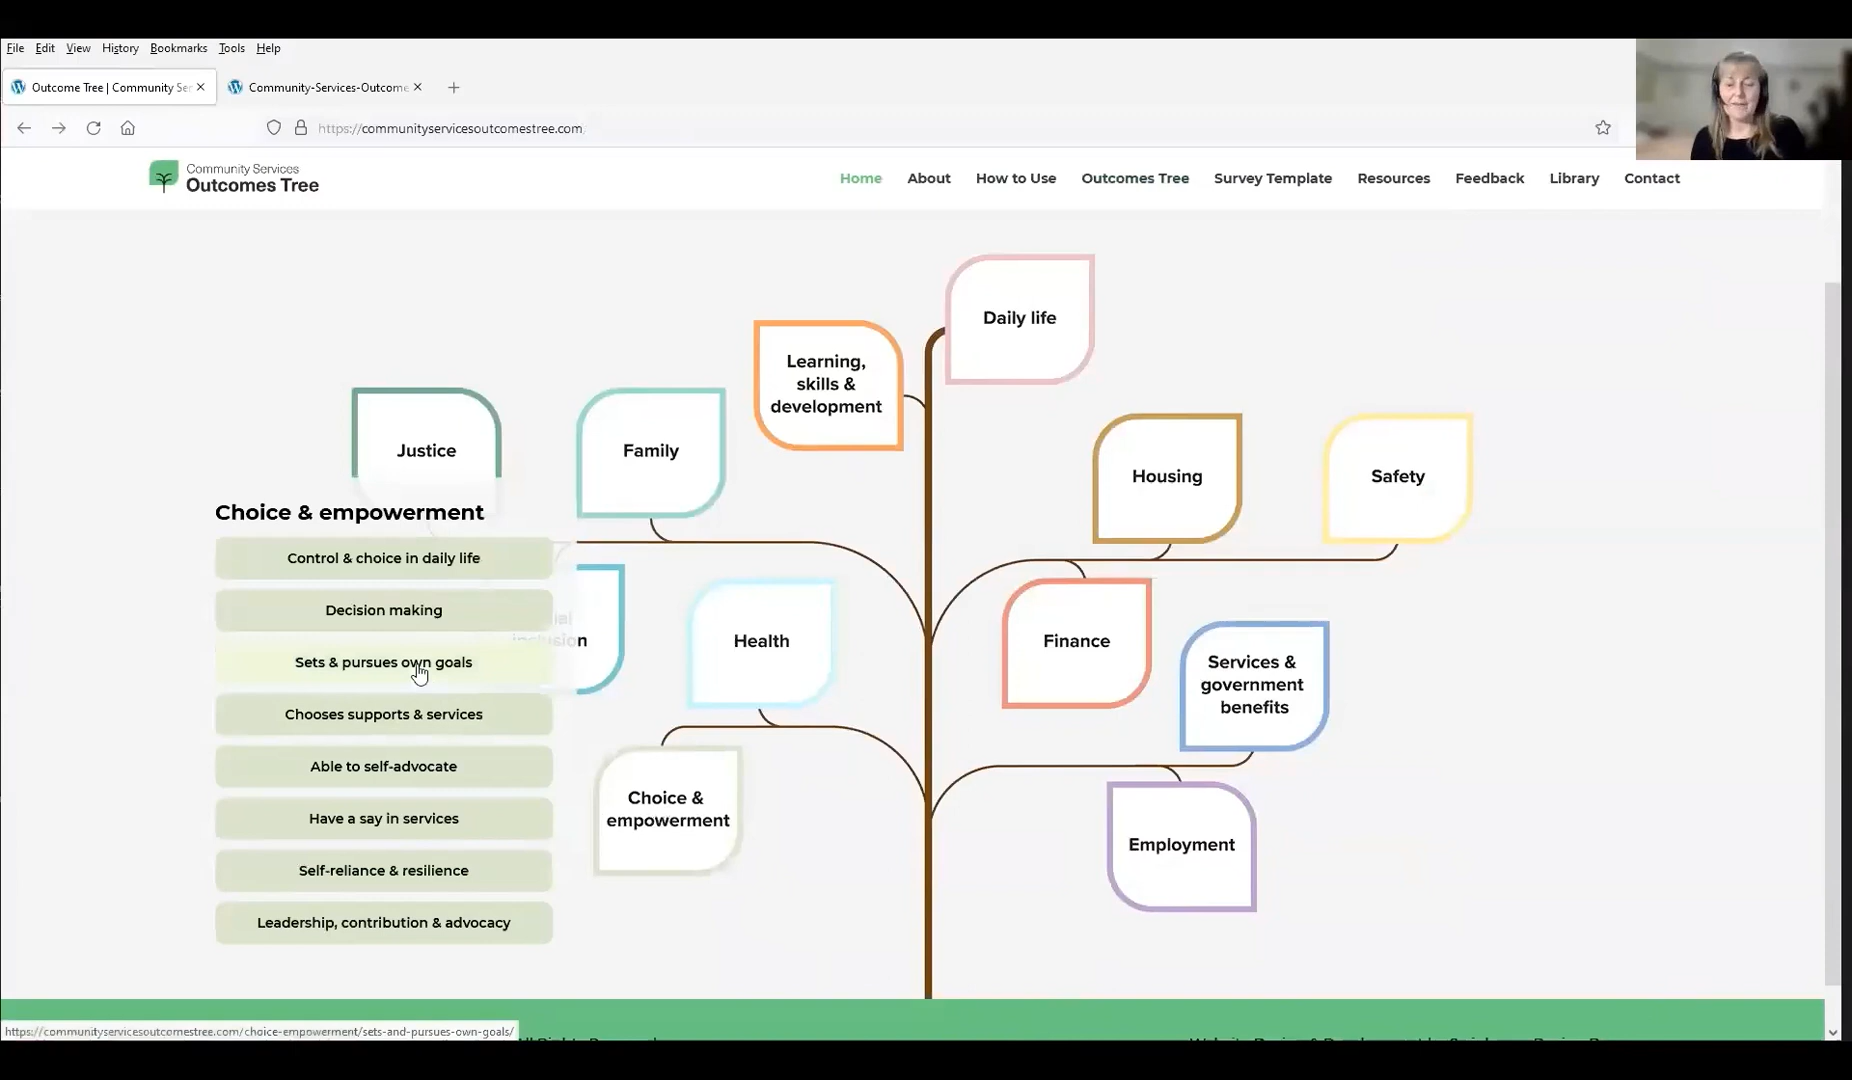 File Edit View History Bookmarks Tools Help
Outcome Tree | Community Ser
Community-Services-Outcome
https://communityservicesoutcomestree.com
Community Services
Outcomes Tree
Home About How to Use Outcomes Tree Survey Template Resources Feedback Library Contact
Daily life
Learning,
skills &
development
Justice
Family
Housing
Safety
Choice & empowerment
Control & choice in daily life
Decision making
Sets & pursues own goals
Chooses supports & services
Able to self-advocate
Have a say in services
Self-reliance & resilience
Leadership, contribution & advocacy
Health
Finance
Services &
government
benefits
Choice &
empowerment
Employment
https://communityservicesoutcomestree.com/choice-empowerment/sets-and-pursues-own-goals/